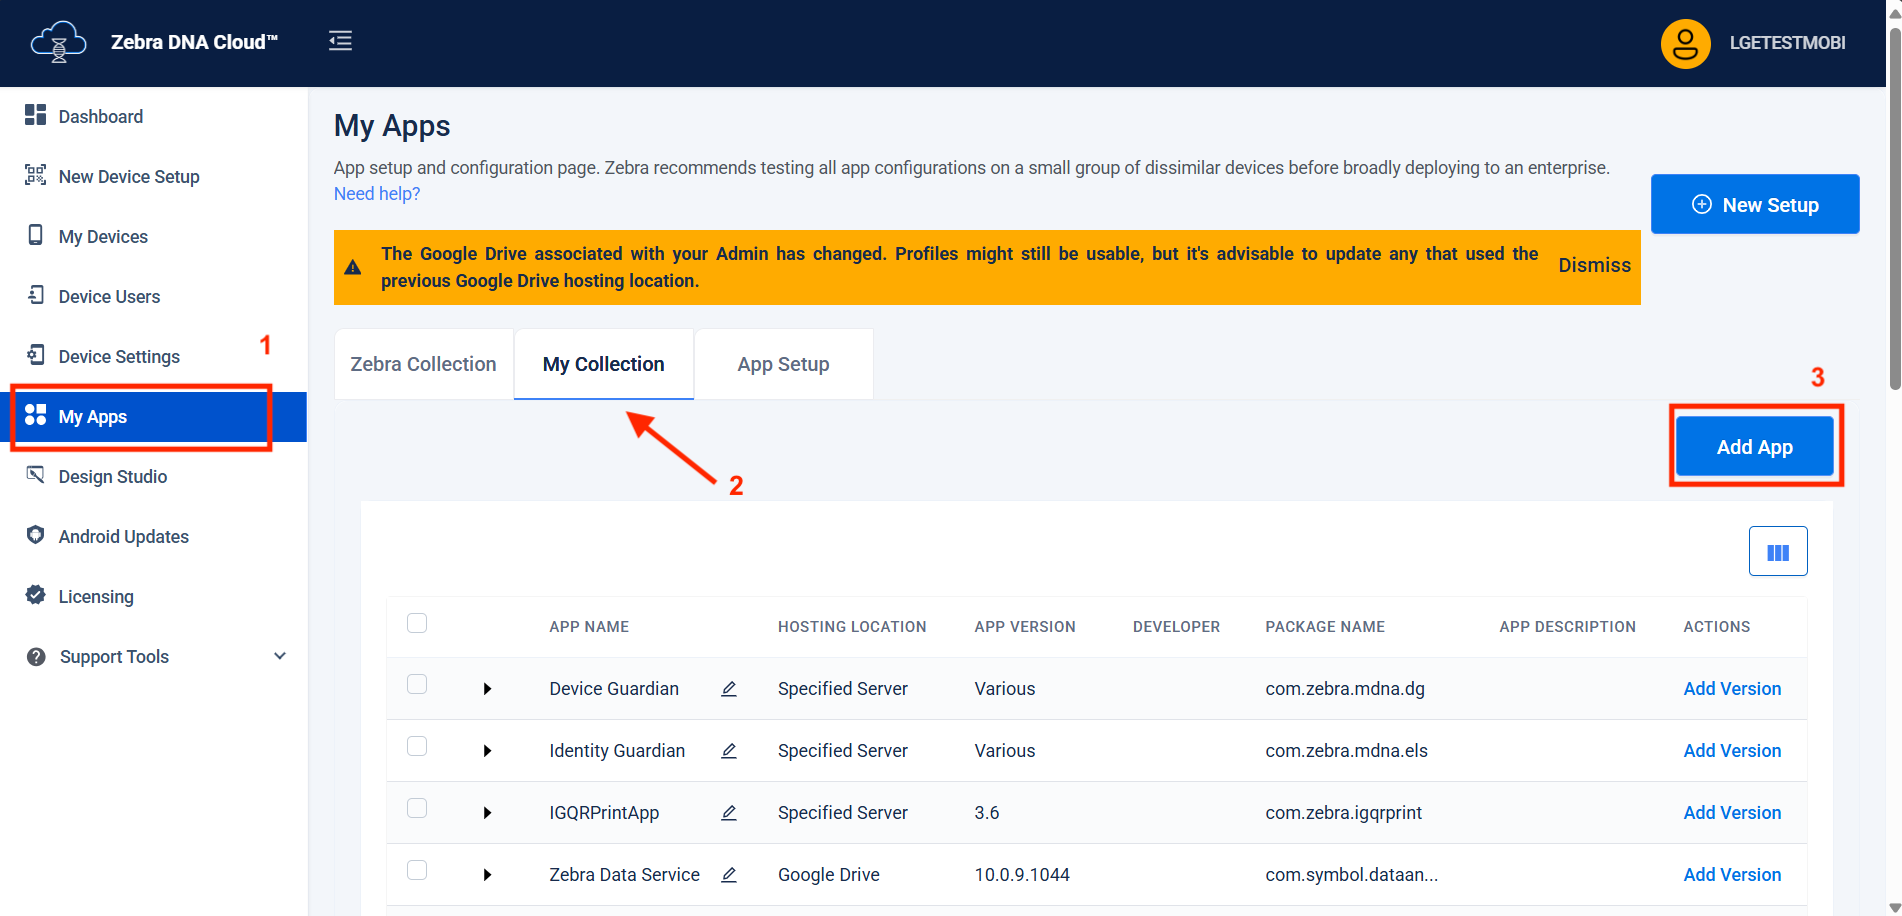 Zebra DNA Cloud™
LGETESTMOBI
Dashboard
New Device Setup
My Devices
Device Users
Device Settings
1
My Apps
Design Studio
Android Updates
Licensing
Support Tools
My Apps
App setup and configuration page. Zebra recommends testing all app configurations on a small group of dissimilar devices before broadly deploying to an enterprise.
Need help?
New Setup
The Google Drive associated with your Admin has changed. Profiles might still be usable, but it's advisable to update any that used the
previous Google Drive hosting location.
Dismiss
Zebra Collection My Collection App Setup
2
3
Add App
APP NAME HOSTING LOCATION APP VERSION DEVELOPER PACKAGE NAME APP DESCRIPTION ACTIONS
Device Guardian Specified Server Various com.zebra.mdna.dg Add Version
Identity Guardian Specified Server Various com.zebra.mdna.els Add Version
IGQRPrintApp Specified Server 3.6 com.zebra.igqrprint Add Version
Zebra Data Service Google Drive 10.0.9.1044 com.symbol.dataan... Add Version